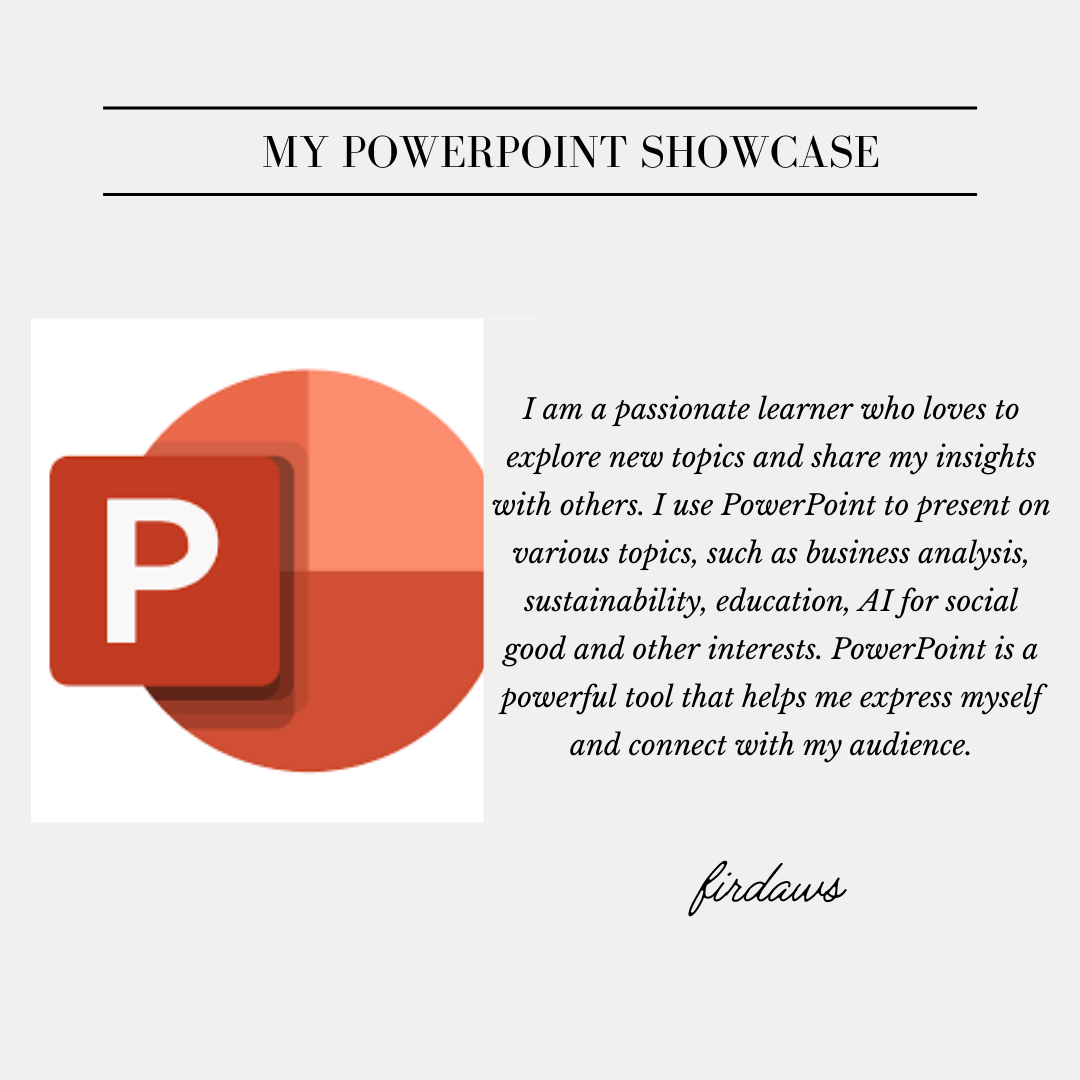 MY POWERPOINT SHOWCASE
P
I am a passionate learner who loves to
explore new topics and share my insights
with others. I use PowerPoint to present on
various topics, such as business analysis,
sustainability, education, AI for social
good and other interests. PowerPoint is a
powerful tool that helps me express myself
and connect with my audience.
firdaws